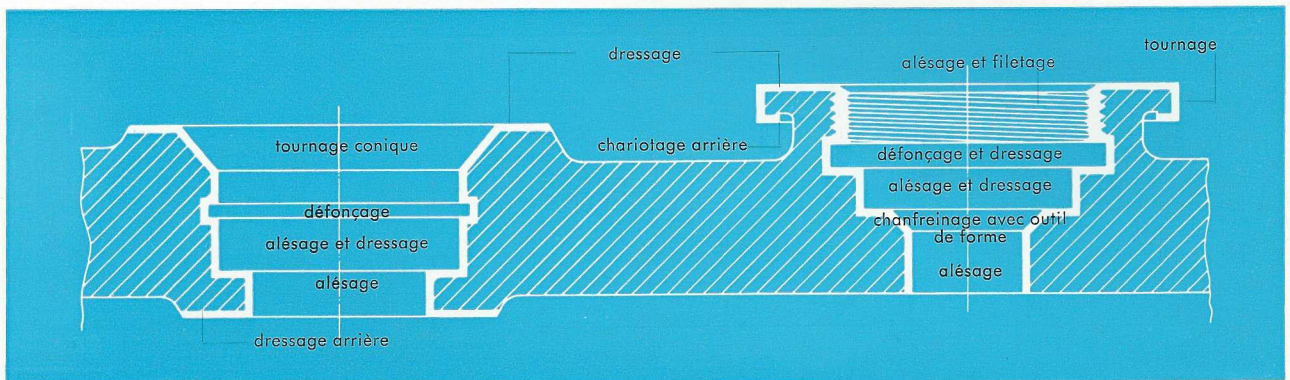 dressage
tournage
alésage et filetage
tournage conique
chariotage arrière
défonçage et dressage
alésage et dressage
défonçage
chanfreinage avec outil
de forme
alésage et dressage
alésage
alésage
dressage arrière